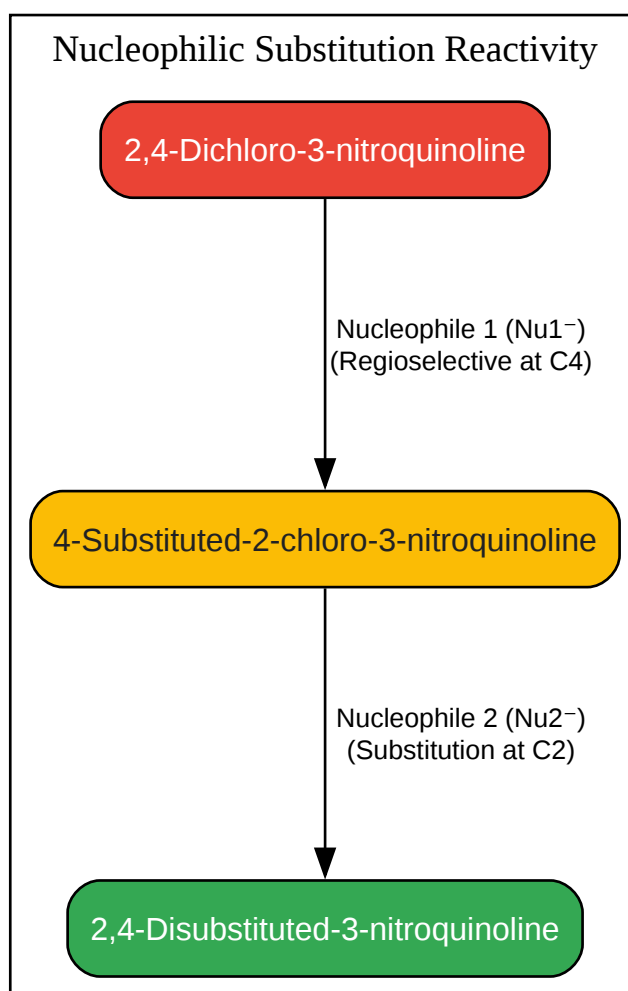 Nucleophilic Substitution Reactivity
2,4-Dichloro-3-nitroquinoline
Nucleophile 1 (Nu1⁻)
(Regioselective at C4)
4-Substituted-2-chloro-3-nitroquinoline
Nucleophile 2 (Nu2⁻)
(Substitution at C2)
2,4-Disubstituted-3-nitroquinoline